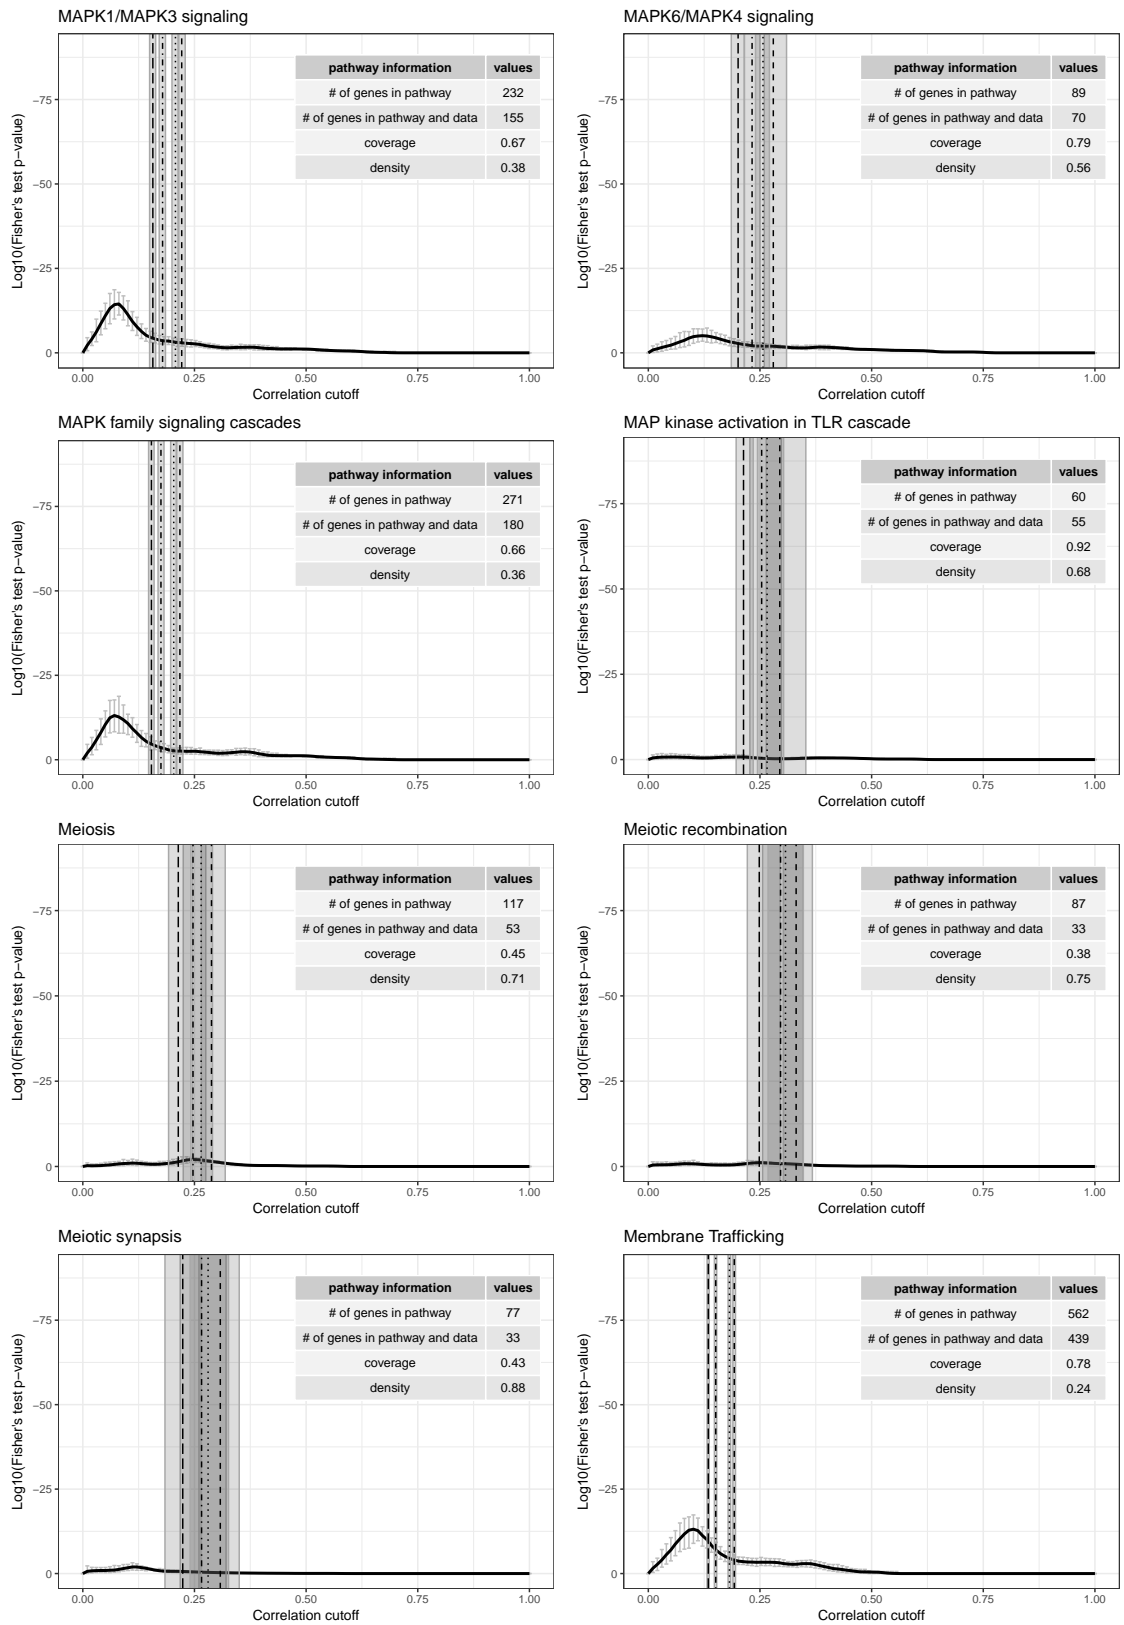 MAPK1/MAPK3 signaling
Log10(Fisher's test p−value)
−75
−50
−25
0
pathway information values
# of genes in pathway 232
# of genes in pathway and data 155
coverage 0.67
density 0.38
0.00 0.25 0.50 0.75 1.00
Correlation cutoff
MAPK6/MAPK4 signaling
Log10(Fisher's test p−value)
−75
−50
−25
0
pathway information values
# of genes in pathway 89
# of genes in pathway and data 70
coverage 0.79
density 0.56
0.00 0.25 0.50 0.75 1.00
Correlation cutoff
MAPK family signaling cascades
Log10(Fisher's test p−value)
−75
−50
−25
0
pathway information values
# of genes in pathway 271
# of genes in pathway and data 180
coverage 0.66
density 0.36
0.00 0.25 0.50 0.75 1.00
Correlation cutoff
MAP kinase activation in TLR cascade
Log10(Fisher's test p−value)
−75
−50
−25
0
pathway information values
# of genes in pathway 60
# of genes in pathway and data 55
coverage 0.92
density 0.68
0.00 0.25 0.50 0.75 1.00
Correlation cutoff
Meiosis
Log10(Fisher's test p−value)
−75
−50
−25
0
pathway information values
# of genes in pathway 117
# of genes in pathway and data 53
coverage 0.45
density 0.71
0.00 0.25 0.50 0.75 1.00
Correlation cutoff
Meiotic recombination
Log10(Fisher's test p−value)
−75
−50
−25
0
pathway information values
# of genes in pathway 87
# of genes in pathway and data 33
coverage 0.38
density 0.75
0.00 0.25 0.50 0.75 1.00
Correlation cutoff
Meiotic synapsis
Log10(Fisher's test p−value)
−75
−50
−25
0
pathway information values
# of genes in pathway 77
# of genes in pathway and data 33
coverage 0.43
density 0.88
0.00 0.25 0.50 0.75 1.00
Correlation cutoff
Membrane Trafficking
Log10(Fisher's test p−value)
−75
−50
−25
0
pathway information values
# of genes in pathway 562
# of genes in pathway and data 439
coverage 0.78
density 0.24
0.00 0.25 0.50 0.75 1.00
Correlation cutoff